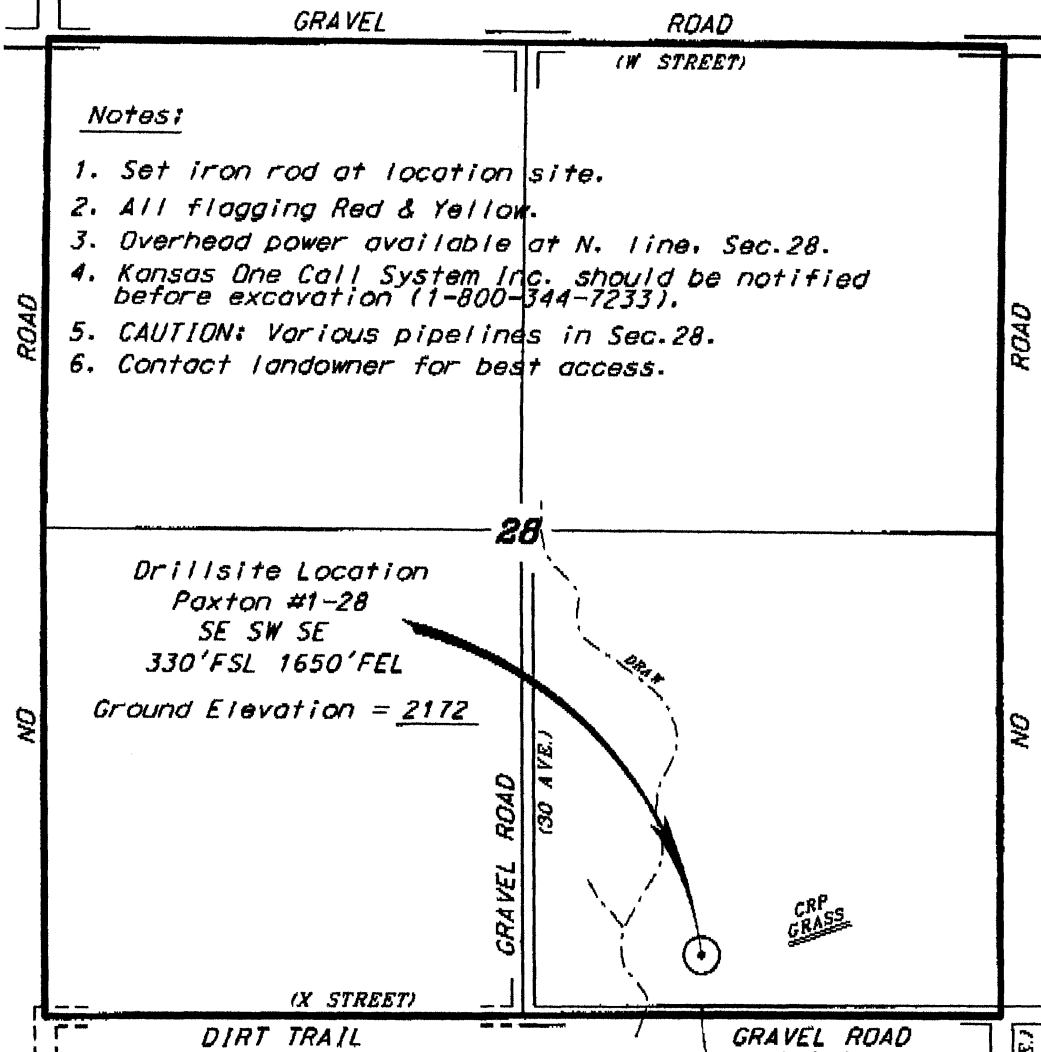 GRAVEL ROAD
(W STREET)
Notes:
1. Set iron rod at location site.
2. All flagging Red & Yellow.
3. Overhead power available at N. line, Sec.28.
4. Kansas One Call System Inc. should be notified
before excavation (1-800-344-7233).
5. CAUTION: Various pipelines in Sec.28.
6. Contact landowner for best access.
NO ROAD
NO ROAD
28
Drillsite Location
Paxton #1-28
SE SW SE
330'FSL 1650'FEL
Ground Elevation = 2172
DRAW
GRAVEL ROAD
(30 AVE.)
CRP
GRASS
(X STREET)
DIRT TRAIL
GRAVEL ROAD